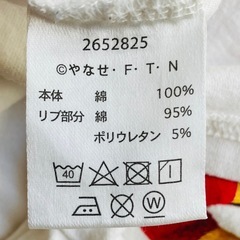 2652825
©やなせ・F・T・N
本体 綿 100%
リブ部分 綿 95%
ポリウレタン 5%
40
W